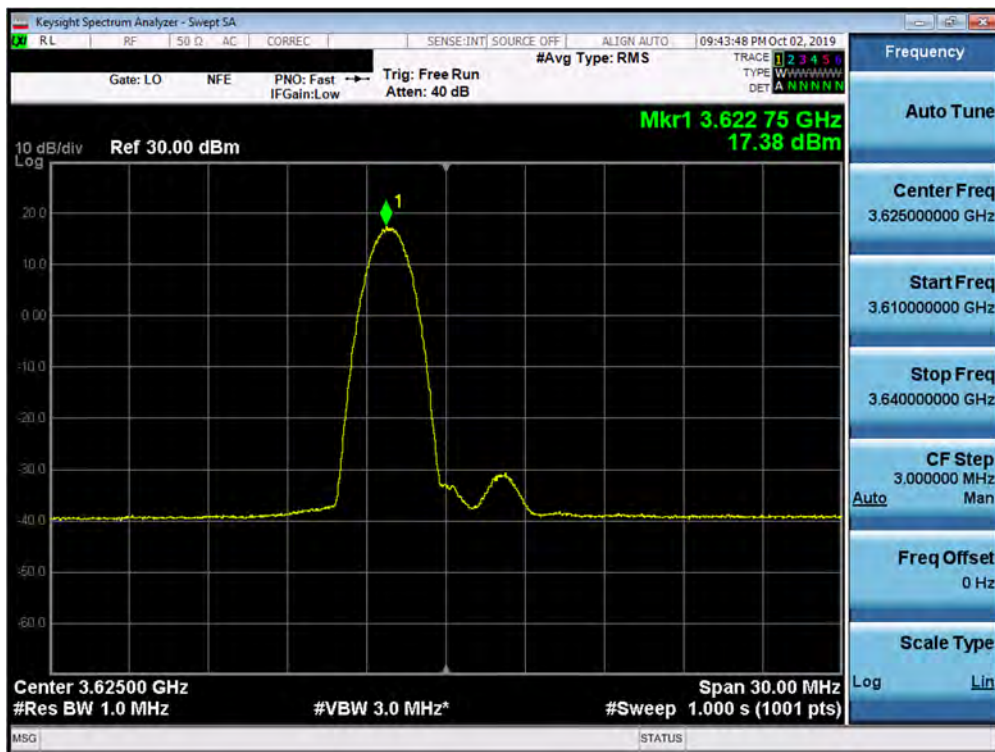 Keysight Spectrum Analyzer - Swept SA
LXI RL RF 50 Ω AC CORREC SENSE:INT SOURCE OFF ALIGN AUTO 09:43:48 PM Oct 02, 2019
Gate: LO NFE PNO: Fast IFGain:Low Trig: Free Run Atten: 40 dB #Avg Type: RMS
TRACE 1 2 3 4 5 6
TYPE WWWWWW
DET A N N N N N
Mkr1 3.622 75 GHz
17.38 dBm
10 dB/div Ref 30.00 dBm
Log
1
20.0
10.0
0.00
-10.0
-20.0
-30.0
-40.0
-50.0
-60.0
Center 3.62500 GHz Span 30.00 MHz
#Res BW 1.0 MHz #VBW 3.0 MHz* #Sweep 1.000 s (1001 pts)
MSG STATUS
Frequency
Auto Tune
Center Freq
3.625000000 GHz
Start Freq
3.610000000 GHz
Stop Freq
3.640000000 GHz
CF Step
3.000000 MHz
Auto Man
Freq Offset
0 Hz
Scale Type
Log Lin